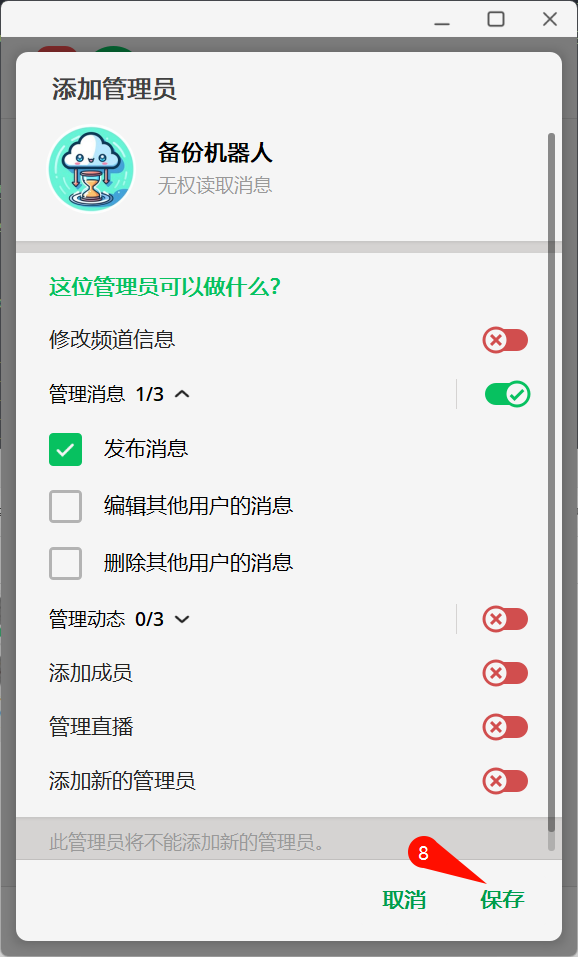 添加管理员
备份机器人
无权读取消息
这位管理员可以做什么?
修改频道信息
管理消息 1/3
发布消息
编辑其他用户的消息
删除其他用户的消息
管理动态 0/3
添加成员
管理直播
添加新的管理员
此管理员将不能添加新的管理员。
8
取消 保存